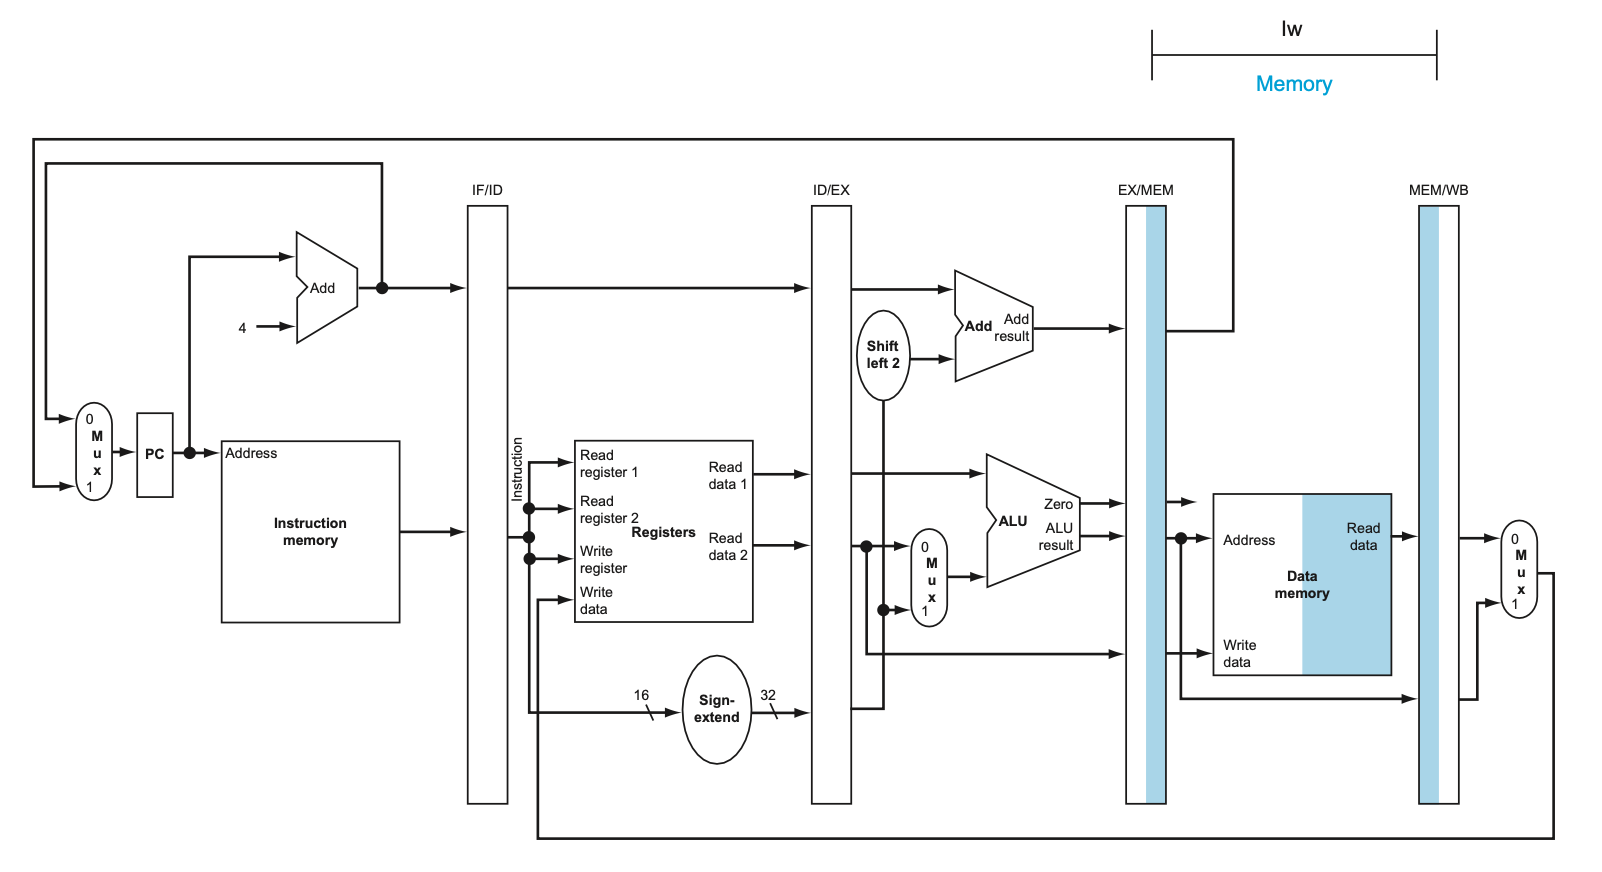 lw
Memory
IF/ID
ID/EX
EX/MEM
MEM/WB
Add
4
Add
Add
result
Shift
left 2
0
M
u
x
1
PC
Address
Instruction
memory
Instruction
Read
register 1
Read
register 2
Write
register
Write
data
Registers
Read
data 1
Read
data 2
16
Sign-
extend
32
0
M
u
x
1
Zero
ALU
ALU
result
Address
Read
data
Data
memory
Write
data
0
M
u
x
1